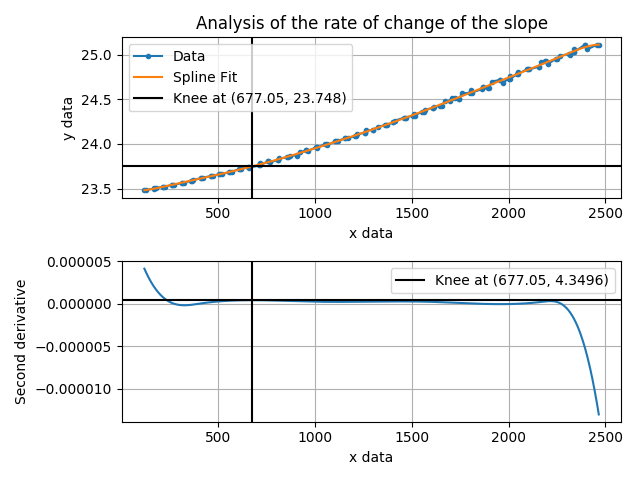 Analysis of the rate of change of the slope
25.0
24.5
24.0
23.5
y data
Data
Spline Fit
Knee at (677.05, 23.748)
500 1000 1500 2000 2500
x data
0.000005
0.000000
−0.000005
−0.000010
Second derivative
Knee at (677.05, 4.3496)
500 1000 1500 2000 2500
x data